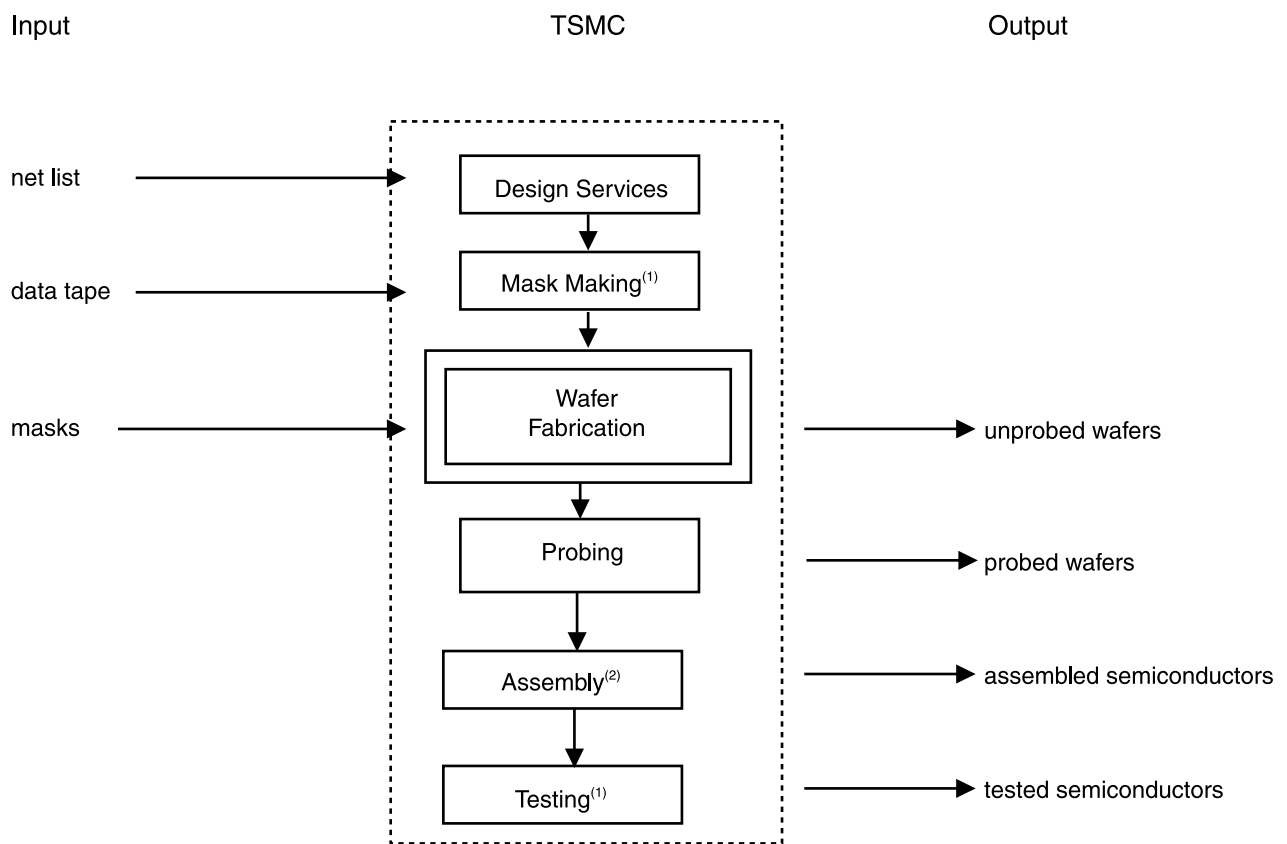 Input TSMC Output
net list
Design Services
data tape
Mask Making(1)
masks
Wafer
Fabrication
unprobed wafers
Probing
probed wafers
Assembly(2)
assembled semiconductors
Testing(1)
tested semiconductors